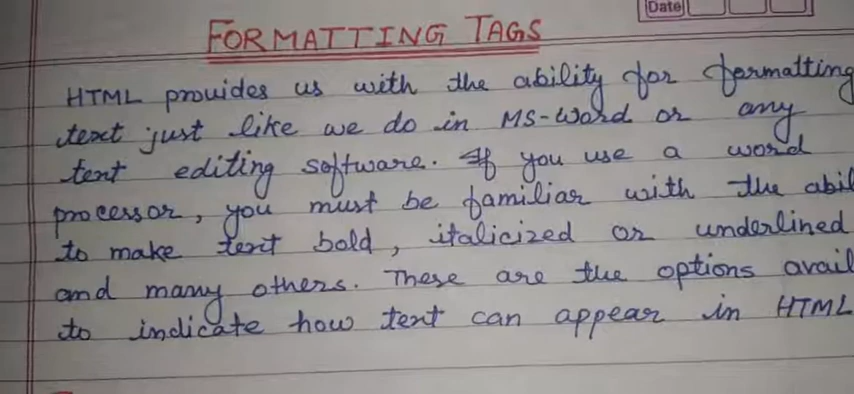 Date
FORMATTING TAGS
HTML provides us with the ability for formatting
text just like we do in MS-Word or any
text editing software. If you use a word
processor, you must be familiar with the abil
to make text bold, italicized or underlined
and many others. These are the options avail
to indicate how text can appear in HTML